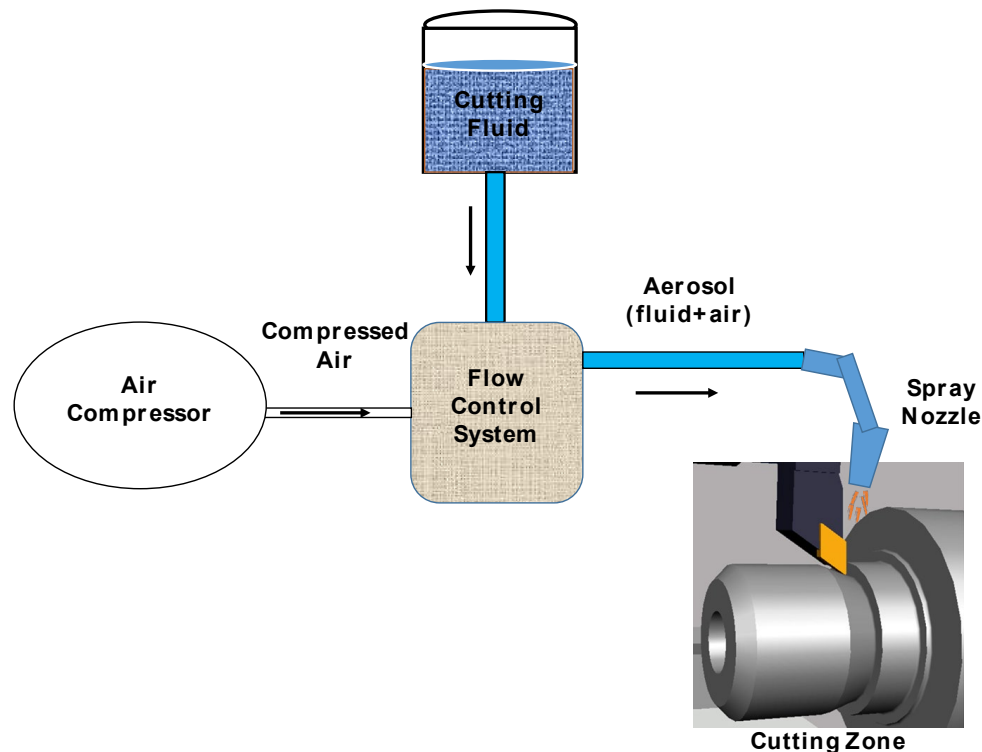 Cutting
Fluid
Aerosol
(fluid+air)
Compressed
Air
Air
Compressor
Flow
Control
System
Spray
Nozzle
Cutting Zone